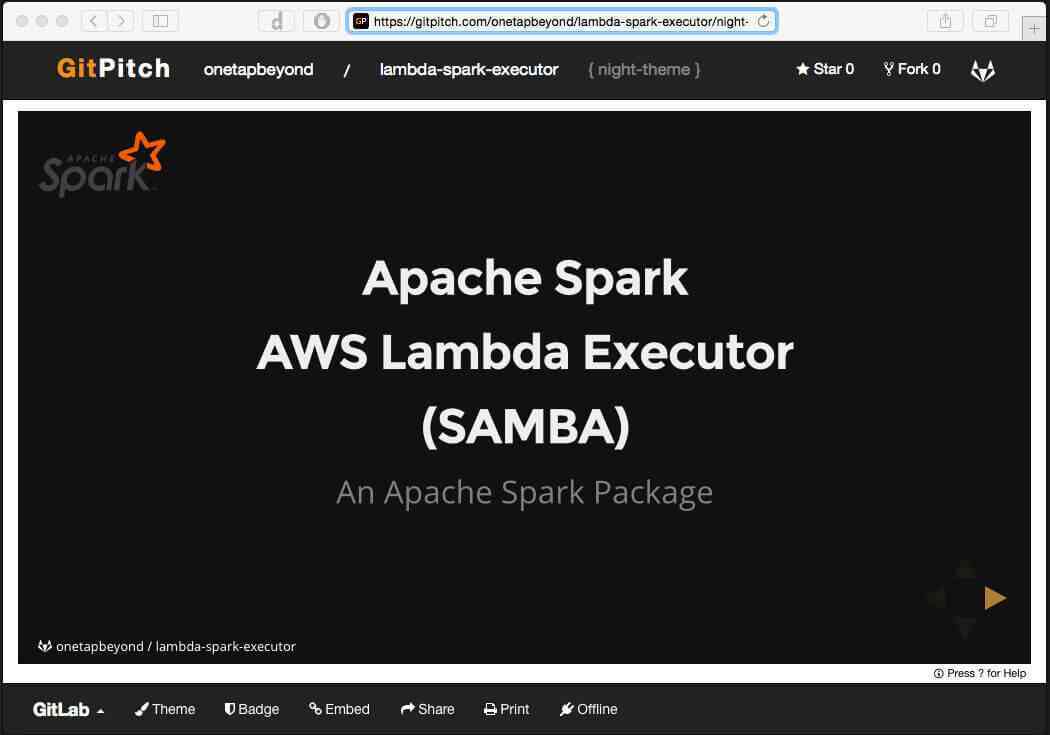 d
GP https://gitpitch.com/onetapbeyond/lambda-spark-executor/night-
GitPitch onetapbeyond / lambda-spark-executor { night-theme } Star 0 Fork 0
APACHE
Spark
Apache Spark
AWS Lambda Executor
(SAMBA)
An Apache Spark Package
onetapbeyond / lambda-spark-executor
Press ? for Help
GitLab Theme Badge Embed Share Print Offline